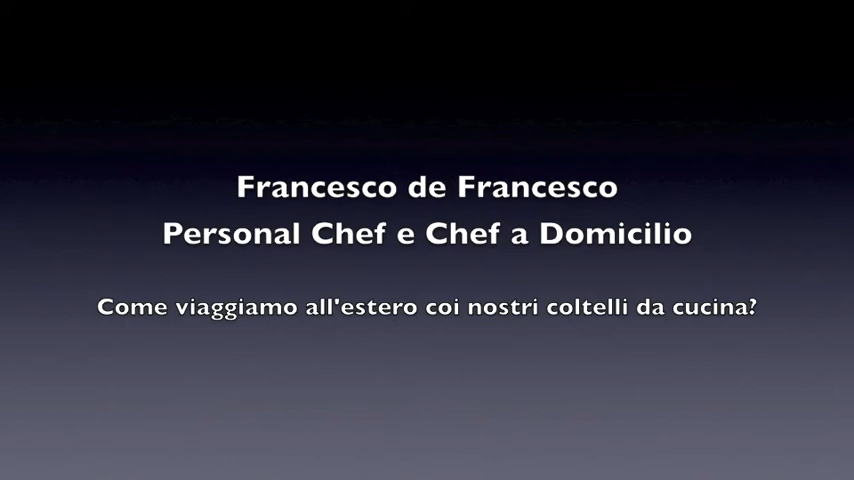 Francesco de Francesco
Personal Chef e Chef a Domicilio
Come viaggiamo all'estero coi nostri coltelli da cucina?